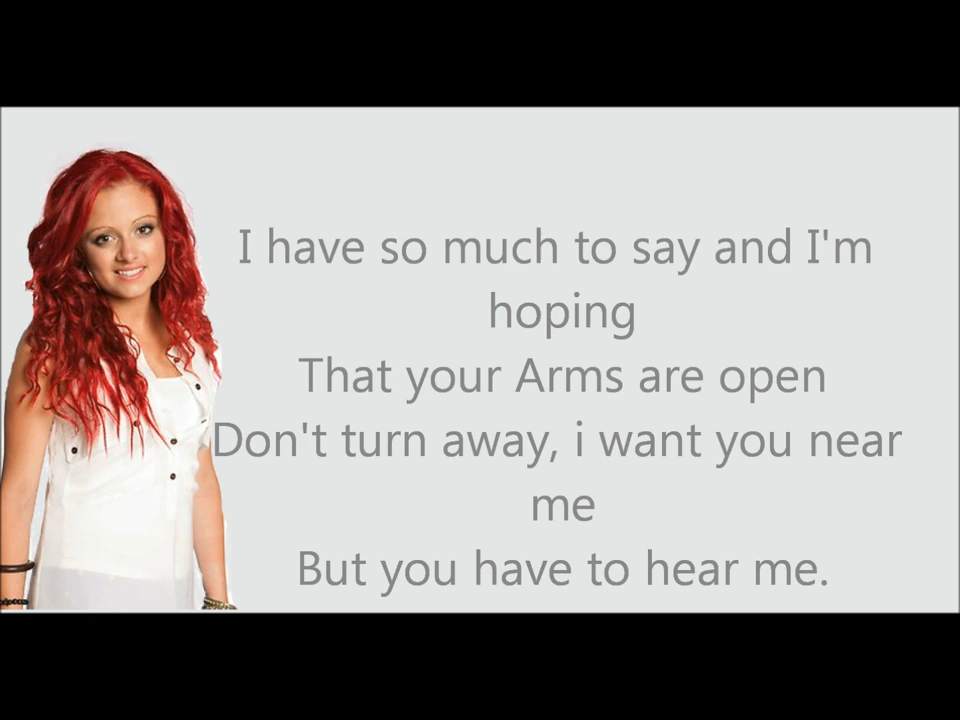 I have so much to say and I'm
hoping
That your Arms are open
Don't turn away, i want you near
me
But you have to hear me.